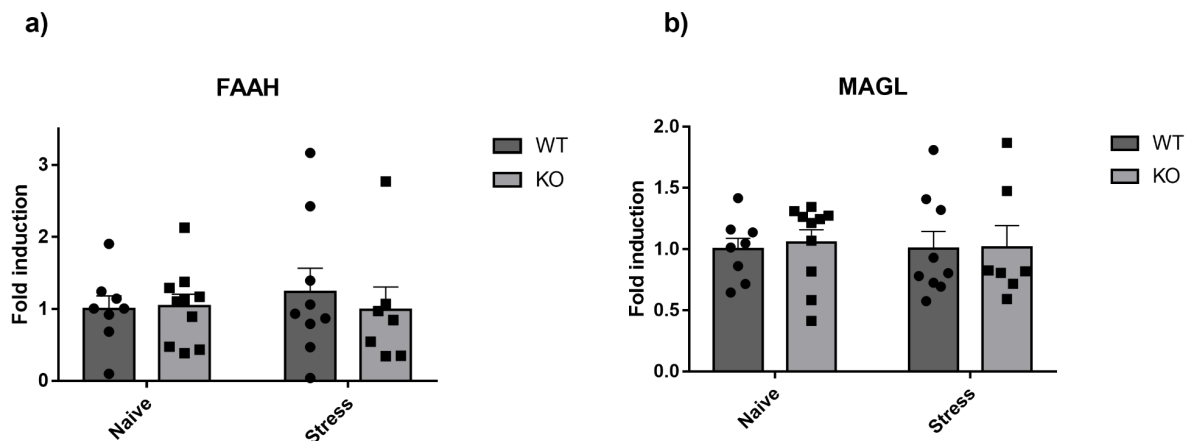 a)
FAAH
Fold induction
3
2
1
0
Naive
Stress
WT
KO
b)
MAGL
Fold induction
2.0
1.5
1.0
0.5
0.0
Naive
Stress
WT
KO